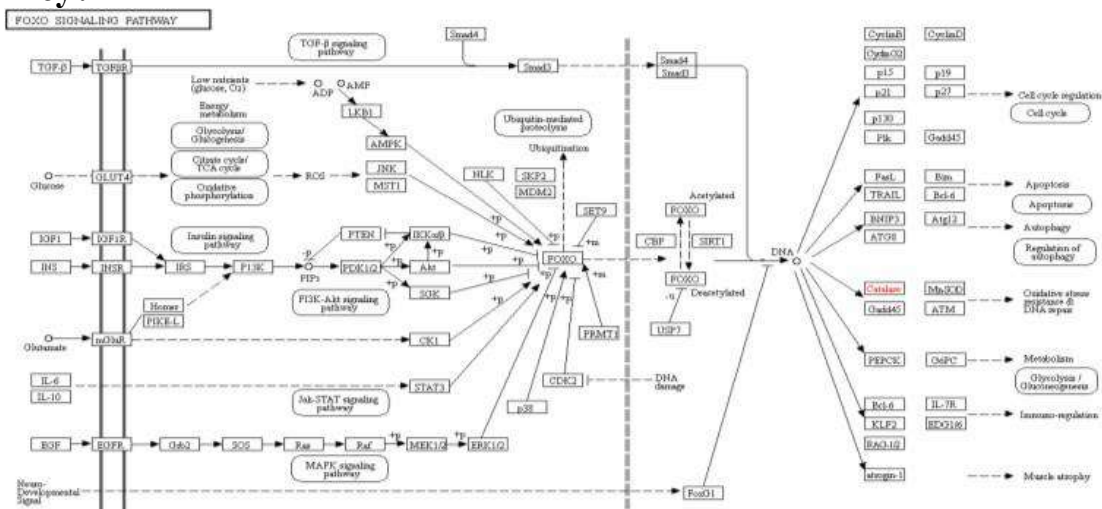 FOXO SIGNALING PATHWAY
TGF-β signaling
pathway
Smad4
TGF-β
TGFβR
Smad3
Smad4
Smad3
Low nutrients
(glucose, O2)
ADP
AMP
Energy
metabolism
LKB1
AMPK
Glycolysis/
Citrate cycle/
TCA cycle
Oxidative
phosphorylation
Glucose
GLUT4
ROS
JNK
MST1
Ubiquitin-mediated
proteolysis
Ubiquitination
NLK
SKP2
MDM2
SET9
IGF1
IGF1R
INS
INSR
IRS
Insulin signaling
pathway
PI3K
PIP3
PTEN
-p
PDK1/2
IKKαβ
Akt
SGK
+p
+p
+p
+p
+p
+p
+p
+p
+p
+m
+m
FOXO
PI3K-Akt signaling
pathway
Homer
PIKE-L
Glutamate
mGluR
CK1
PRMT1
IL-6
IL-10
STAT3
Jak-STAT signaling
pathway
p38
CDK2
DNA
damage
EGF
EGFR
Grb2
SOS
Ras
Raf
+p
MEK1/2
+p
ERK1/2
MAPK signaling
pathway
Neuro-
Developmental
Signal
FoxG1
Acetylated
FOXO
CBP
SIRT1
FOXO
-u
Deacetylated
USP7
DNA
CyclinB
CyclinD
CyclinG2
p15
p19
p21
p27
p130
Plk
Gadd45
Cell cycle regulation
Cell cycle
FasL
Bim
TRAIL
Bcl-6
Apoptosis
Apoptosis
BNIP3
Atg12
ATG8
Autophagy
Regulation of
autophagy
Catalase
MnSOD
Gadd45
ATM
Oxidative stress
resistance &
DNA repair
PEPCK
G6PC
Metabolism
Glycolysis /
Gluconeogenesis
Bcl-6
IL-7R
KLF2
EDG1/6
RAG-1/2
Immuno-regulation
atrogin-1
Muscle atrophy